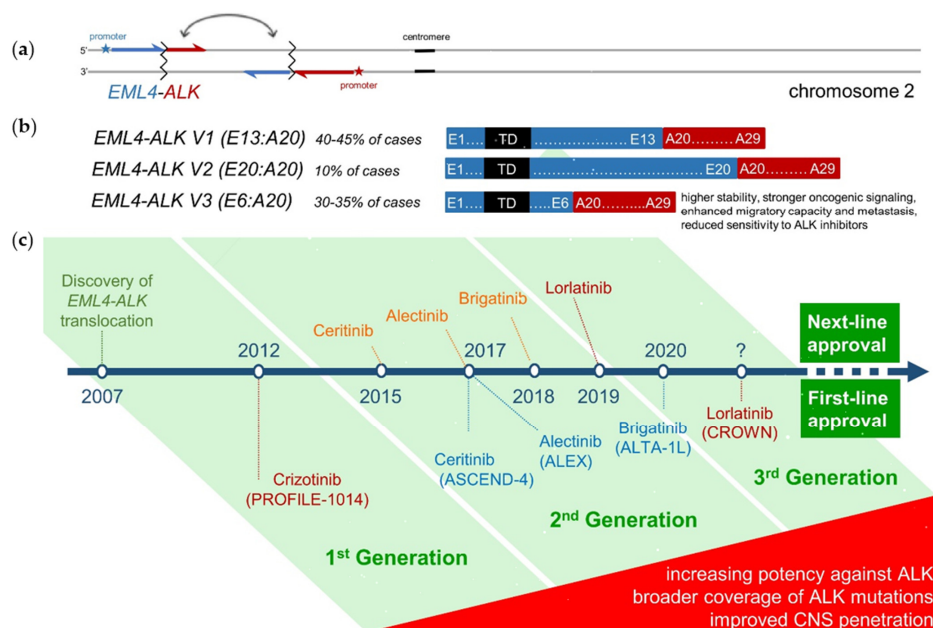 (a)
promoter
centromere
5'
3'
promoter
EML4-ALK
chromosome 2
(b)
EML4-ALK V1 (E13:A20) 40-45% of cases E1.... TD ...................... E13 A20.........A29
EML4-ALK V2 (E20:A20) 10% of cases E1.... TD ..................................... E20 A20.........A29
EML4-ALK V3 (E6:A20) 30-35% of cases E1.... TD .....E6 A20..........A29
higher stability, stronger oncogenic signaling,
enhanced migratory capacity and metastasis,
reduced sensitivity to ALK inhibitors
(c)
Discovery of
EML4-ALK
translocation
Ceritinib
Alectinib
Brigatinib
Lorlatinib
Next-line
approval
2012
2017
2020
?
2007
2015
2018
2019
First-line
approval
Crizotinib
(PROFILE-1014)
Ceritinib
(ASCEND-4)
Alectinib
(ALEX)
Brigatinib
(ALTA-1L)
Lorlatinib
(CROWN)
1st Generation
2nd Generation
3rd Generation
increasing potency against ALK
broader coverage of ALK mutations
improved CNS penetration